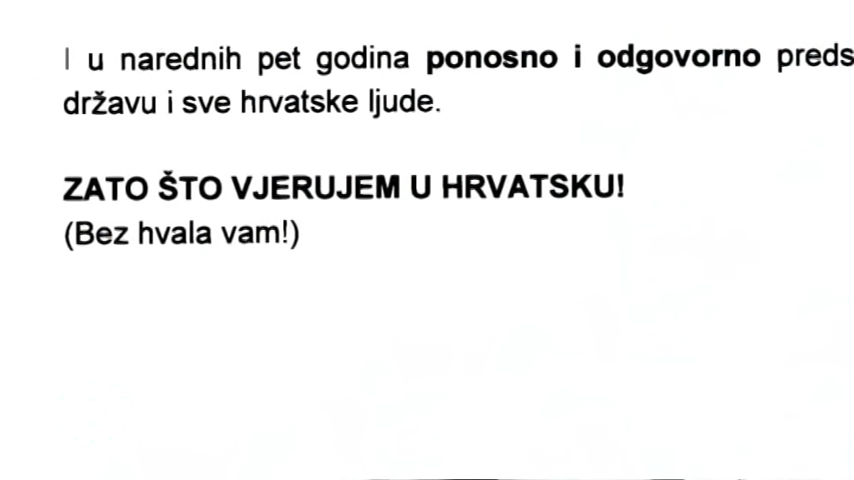 I u narednih pet godina ponosno i odgovorno preds
državu i sve hrvatske ljude.
ZATO ŠTO VJERUJEM U HRVATSKU!
(Bez hvala vam!)